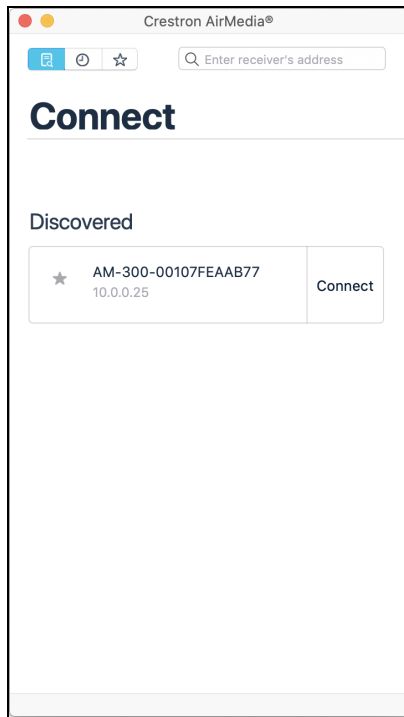 Crestron AirMedia®
Enter receiver's address
Connect
Discovered
AM-300-00107FEAAB77
10.0.0.25
Connect